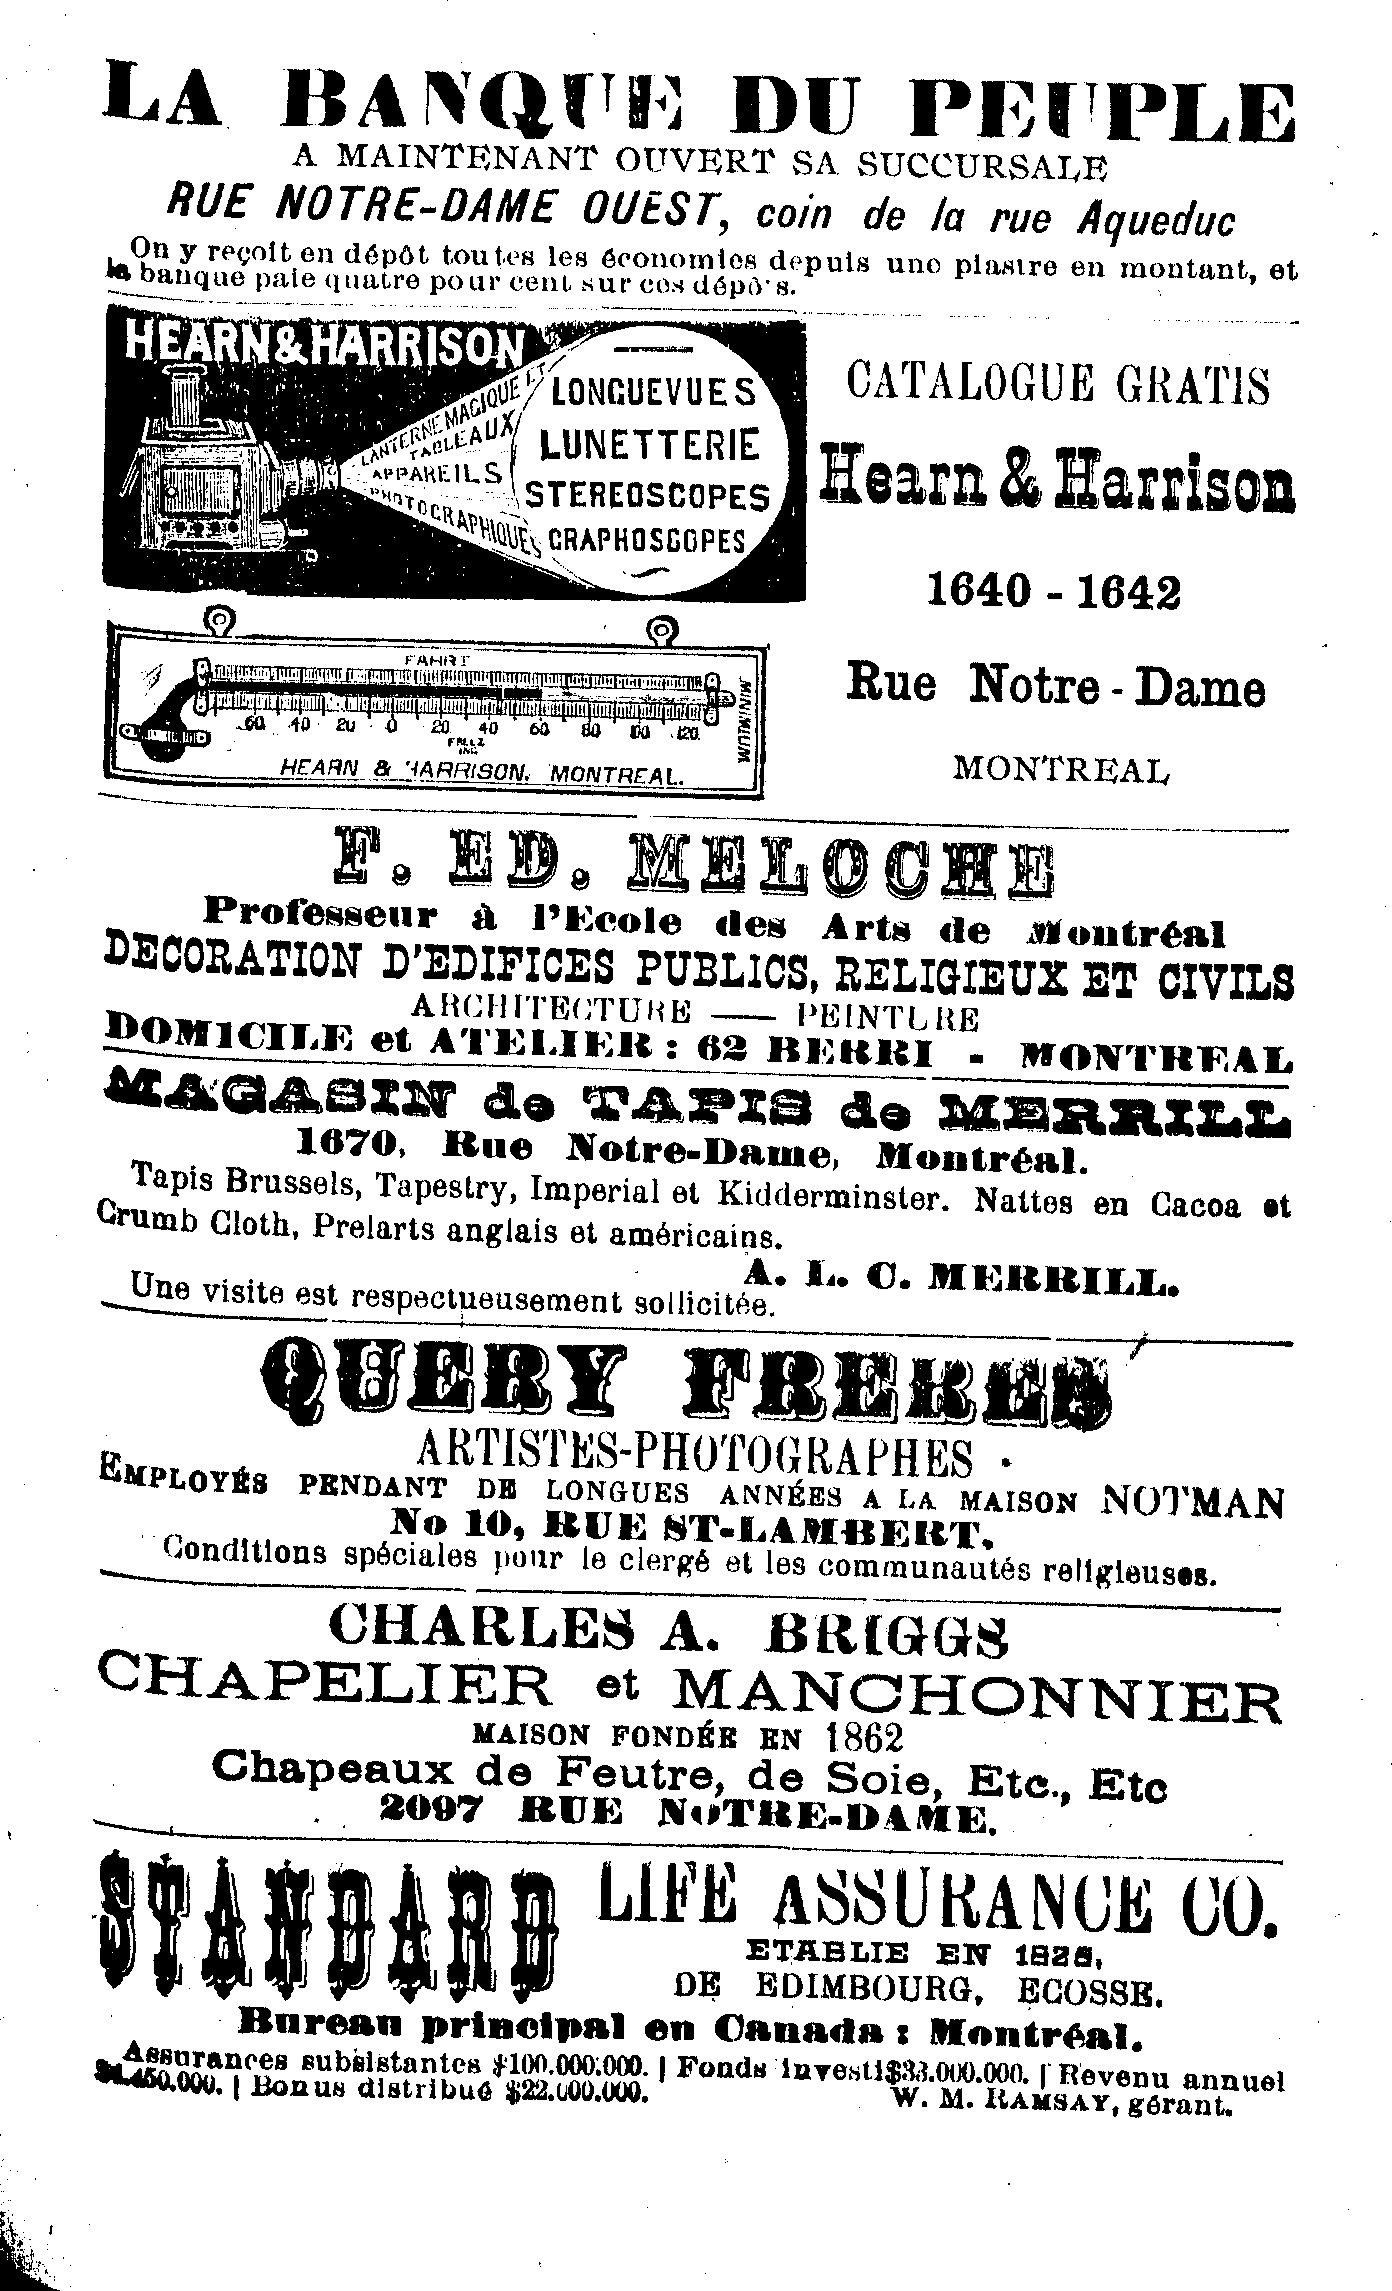 LA BANQUE DU PEUPLE
A MAINTENANT OUVERT SA SUCCURSALE
RUE NOTRE-DAME OUEST, coin de la rue Aqueduc
On y reçoit en dépôt toutes les économies depuis une piastre en montant, et
la banque paie quatre pour cent sur ces dépô's.
HEARN & HARRISON
LANTERNE MAGIQUE ET
TABLEAUX
APPAREILS
PHOTOGRAPHIQUES
LONGUEVUES
LUNETTERIE
STEREOSCOPES
GRAPHOSCOPES
CATALOGUE GRATIS
Hearn & Harrison
1640 - 1642
Rue Notre-Dame
MONTREAL
FAHRT
60 40 20 0 20 40 60 80 100 120
MINIMUM
HEARN & HARRISON. MONTREAL.
F. ED. MELOCHE
Professeur à l'Ecole des Arts de Montréal
DECORATION D'EDIFICES PUBLICS, RELIGIEUX ET CIVILS
ARCHITECTURE —— PEINTURE
DOMICILE et ATELIER : 62 BERRI - MONTREAL
MAGASIN de TAPIS de MERRILL
1670, Rue Notre-Dame, Montréal.
Tapis Brussels, Tapestry, Imperial et Kidderminster. Nattes en Cacoa et
Crumb Cloth, Prelarts anglais et américains.
A. L. C. MERRILL.
Une visite est respectueusement sollicitée.
QUERY FRERES
ARTISTES-PHOTOGRAPHES
EMPLOYÉS PENDANT DE LONGUES ANNÉES A LA MAISON NOTMAN
No 10, RUE ST-LAMBERT.
Conditions spéciales pour le clergé et les communautés religieuses.
CHARLES A. BRIGGS
CHAPELIER et MANCHONNIER
MAISON FONDÉE EN 1862
Chapeaux de Feutre, de Soie, Etc., Etc
2097 RUE NOTRE-DAME.
STANDARD LIFE ASSURANCE CO.
ETABLIE EN
DE EDIMBOURG, ECOSSE.
Bureau principal en Canada : Montréal.
Assurances subsistantes $100.000.000. | Fonds investi $33.000.000. | Revenu annuel
$4.450.000. | Bonus distribué $22.000.000.
W. M. RAMSAY, gérant.